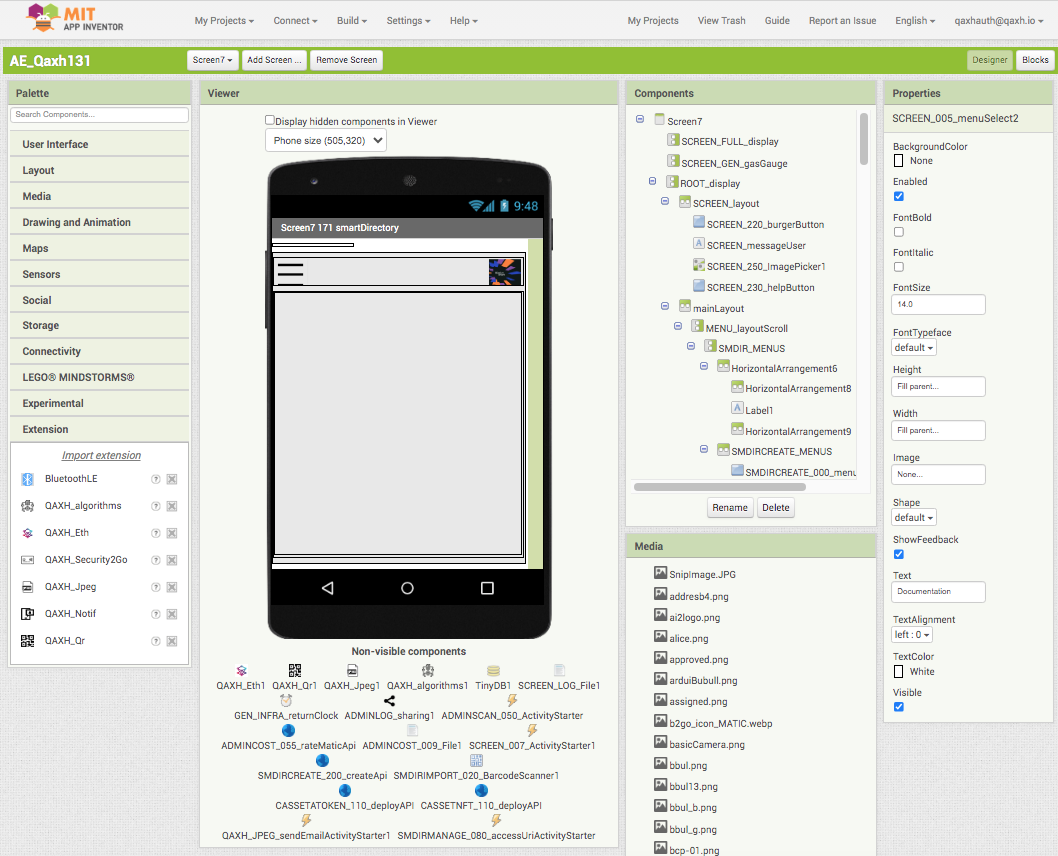 MIT
APP INVENTOR
My Projects Connect Build Settings Help My Projects View Trash Guide Report an Issue English qaxhauth@qaxh.io
AE_Qaxh131 Screen7 Add Screen ... Remove Screen Designer Blocks
Palette
Search Components...
User Interface
Layout
Media
Drawing and Animation
Maps
Sensors
Social
Storage
Connectivity
LEGO® MINDSTORMS®
Experimental
Extension
Import extension
BluetoothLE ?
QAXH_algorithms ?
QAXH_Eth ?
QAXH_Security2Go ?
QAXH_Jpeg ?
QAXH_Notif ?
QAXH_Qr ?
Viewer
Display hidden components in Viewer
Phone size (505,320)
9:48
Screen7 171 smartDirectory
Non-visible components
QAXH_Eth1 QAXH_Qr1 QAXH_Jpeg1 QAXH_algorithms1 TinyDB1 SCREEN_LOG_File1
GEN_INFRA_returnClock ADMINLOG_sharing1 ADMINSCAN_050_ActivityStarter
ADMINCOST_055_rateMaticApi ADMINCOST_009_File1 SCREEN_007_ActivityStarter1
SMDIRCREATE_200_createApi SMDIRIMPORT_020_BarcodeScanner1
CASSETATOKEN_110_deployAPI CASSETNFT_110_deployAPI
QAXH_JPEG_sendEmailActivityStarter1 SMDIRMANAGE_080_accessUriActivityStarter
Components
Screen7
SCREEN_FULL_display
SCREEN_GEN_gasGauge
ROOT_display
SCREEN_layout
SCREEN_220_burgerButton
A SCREEN_messageUser
SCREEN_250_ImagePicker1
SCREEN_230_helpButton
mainLayout
MENU_layoutScroll
SMDIR_MENUS
HorizontalArrangement6
HorizontalArrangement8
A Label1
HorizontalArrangement9
SMDIRCREATE_MENUS
SMDIRCREATE_000_menu
Rename Delete
Media
SnipImage.JPG
addresb4.png
ai2logo.png
alice.png
approved.png
arduiBubull.png
assigned.png
b2go_icon_MATIC.webp
basicCamera.png
bbul.png
bbul13.png
bbul_b.png
bbul_g.png
bcp-01.png
Properties
SCREEN_005_menuSelect2
BackgroundColor
None
Enabled
FontBold
FontItalic
FontSize
14.0
FontTypeface
default
Height
Fill parent...
Width
Fill parent...
Image
None...
Shape
default
ShowFeedback
Text
Documentation
TextAlignment
left : 0
TextColor
White
Visible